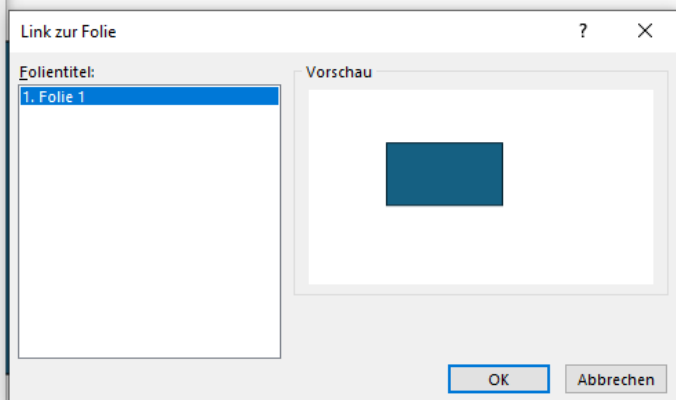 Link zur Folie
?
Folientitel:
1. Folie 1
Vorschau
OK
Abbrechen